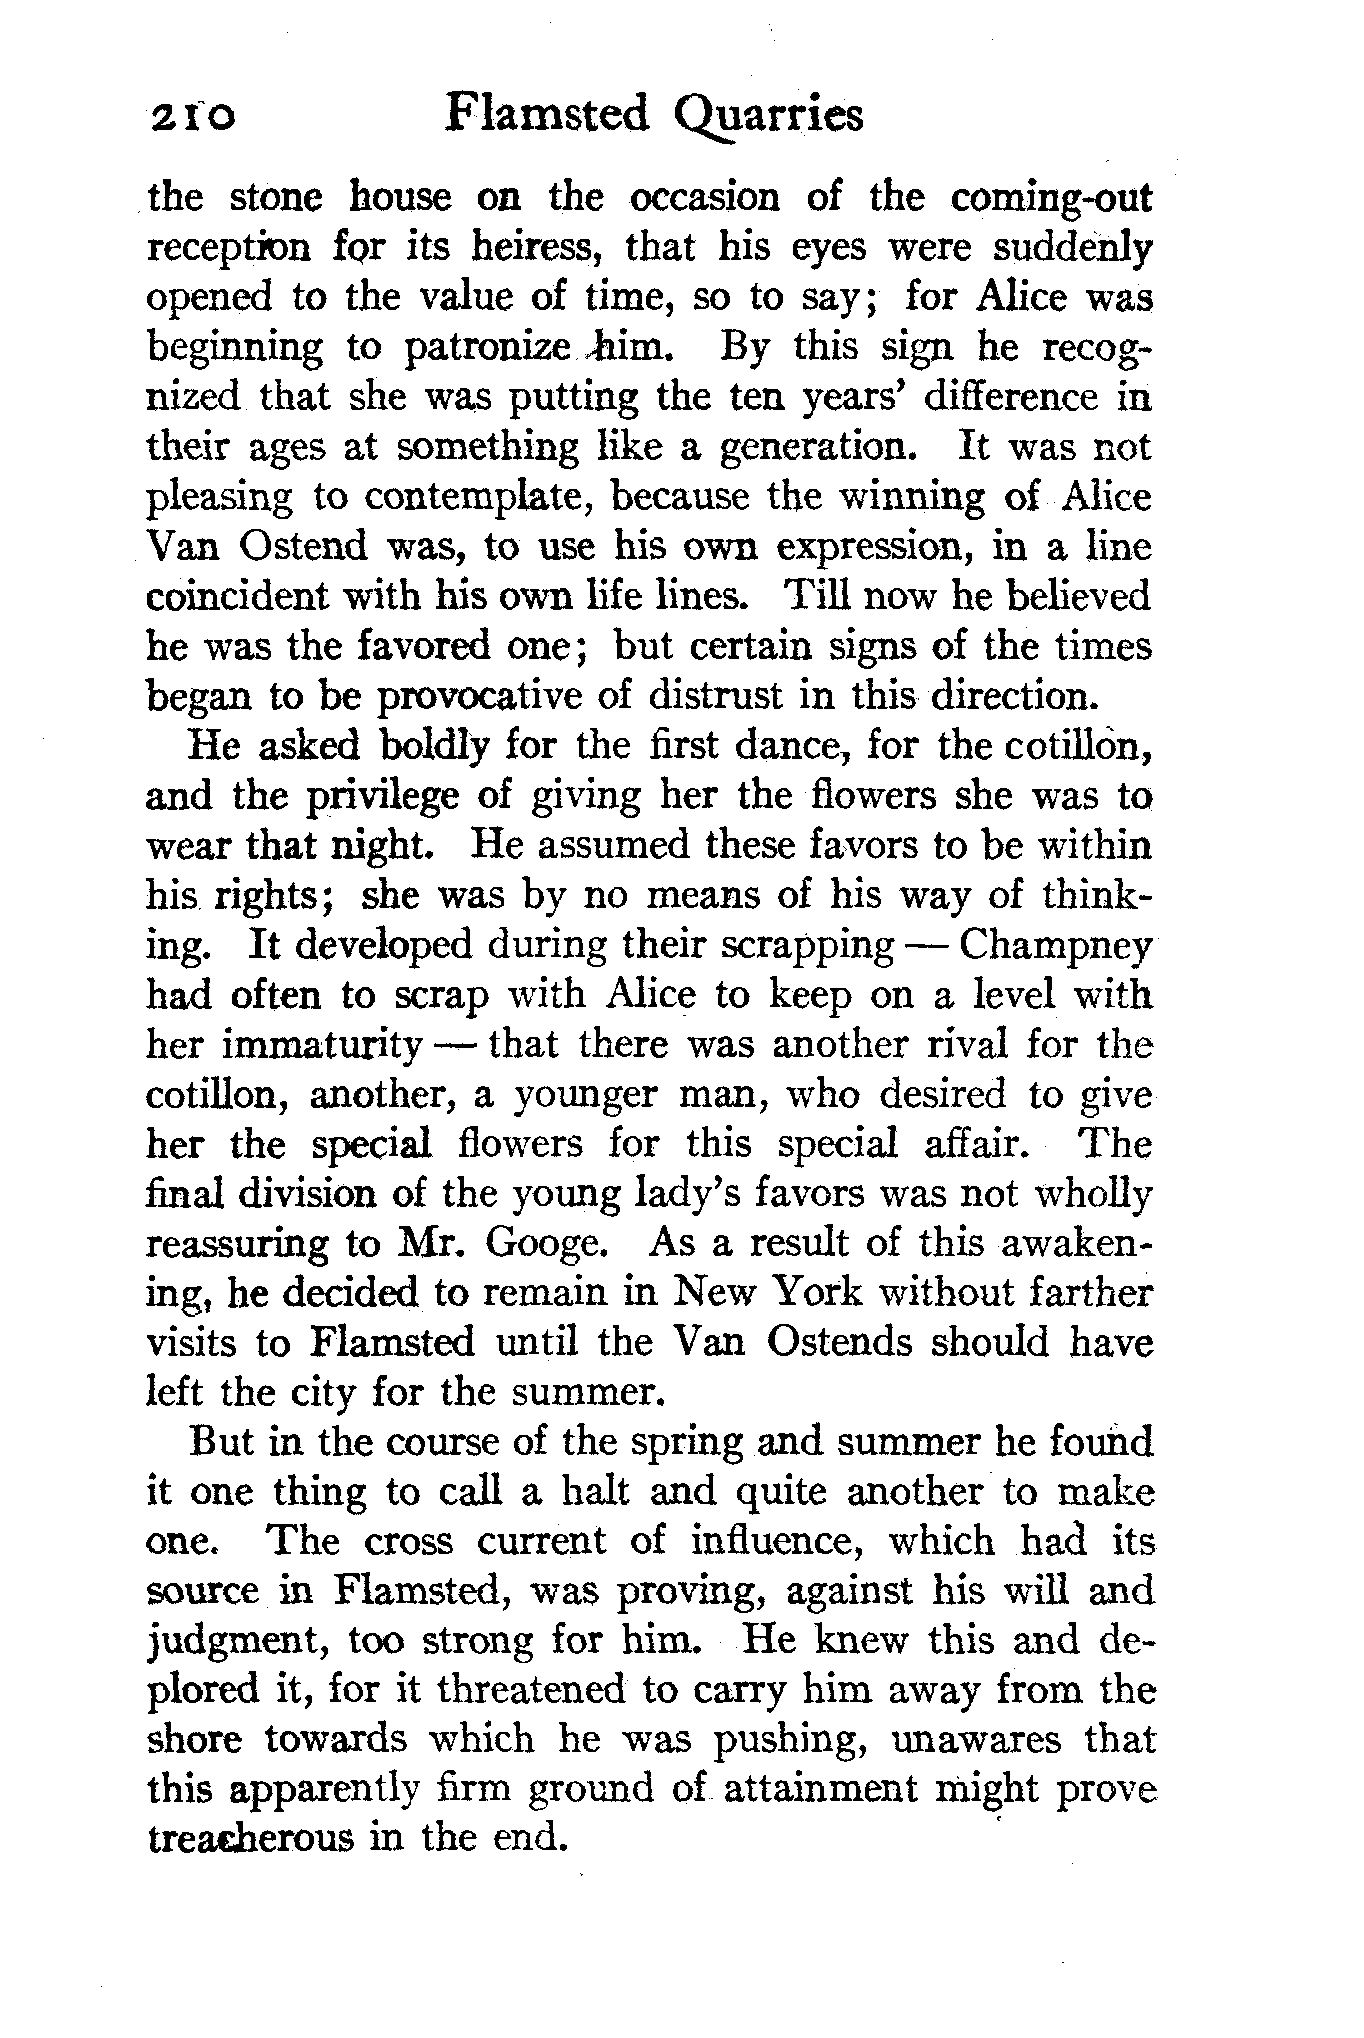 210 Flamsted Quarries
the stone house on the occasion of the coming-out
reception for its heiress, that his eyes were suddenly
opened to the value of time, so to say; for Alice was
beginning to patronize him. By this sign he recog-
nized that she was putting the ten years' difference in
their ages at something like a generation. It was not
pleasing to contemplate, because the winning of Alice
Van Ostend was, to use his own expression, in a line
coincident with his own life lines. Till now he believed
he was the favored one; but certain signs of the times
began to be provocative of distrust in this direction.
He asked boldly for the first dance, for the cotillon,
and the privilege of giving her the flowers she was to
wear that night. He assumed these favors to be within
his rights; she was by no means of his way of think-
ing. It developed during their scrapping — Champney
had often to scrap with Alice to keep on a level with
her immaturity — that there was another rival for the
cotillon, another, a younger man, who desired to give
her the special flowers for this special affair. The
final division of the young lady's favors was not wholly
reassuring to Mr. Googe. As a result of this awaken-
ing, he decided to remain in New York without farther
visits to Flamsted until the Van Ostends should have
left the city for the summer.
But in the course of the spring and summer he found
it one thing to call a halt and quite another to make
one. The cross current of influence, which had its
source in Flamsted, was proving, against his will and
judgment, too strong for him. He knew this and de-
plored it, for it threatened to carry him away from the
shore towards which he was pushing, unawares that
this apparently firm ground of attainment might prove
treacherous in the end.